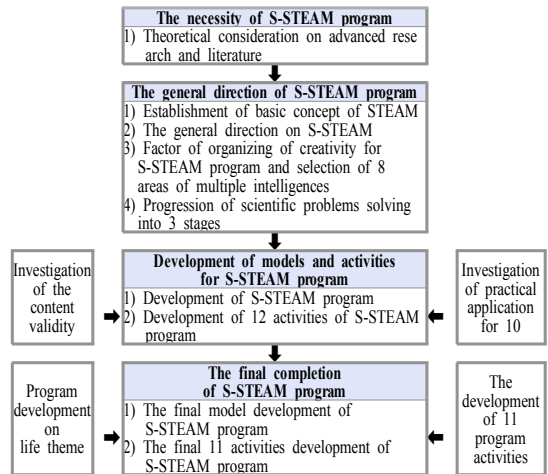 The necessity of S-STEAM program
1) Theoretical consideration on advanced rese
arch and literature
The general direction of S-STEAM program
1) Establishment of basic concept of STEAM
2) The general direction on S-STEAM
3) Factor of organizing of creativity for
S-STEAM program and selection of 8
areas of multiple intelligences
4) Progression of scientific problems solving
into 3 stages
Investigation
of the
content
validity
Development of models and activities
for S-STEAM program
1) Development of S-STEAM program
2) Development of 12 activities of S-STEAM
program
Investigation
of practical
application
for 10
Program
development
on
life theme
The final completion
of S-STEAM program
1) The final model development of
S-STEAM program
2) The final 11 activities development of
S-STEAM program
The
development
of 11
program
activities